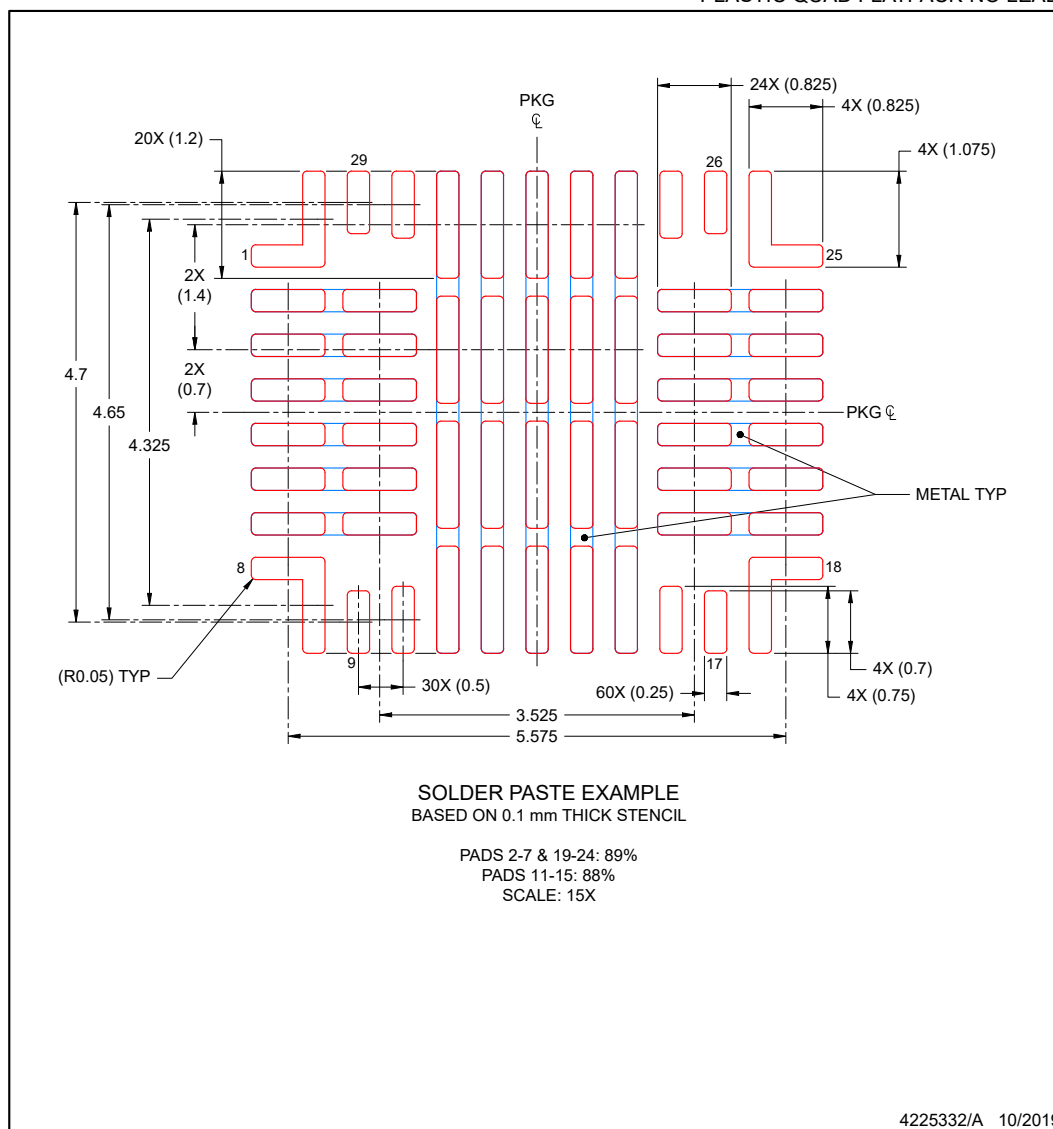 24X (0.825)
PKG
℄
4X (0.825)
20X (1.2)
29
26
4X (1.075)
1
25
2X
(1.4)
4.7
4.65
2X
(0.7)
4.325
PKG ℄
METAL TYP
8
18
(R0.05) TYP
9
17
4X (0.7)
30X (0.5)
60X (0.25)
4X (0.75)
3.525
5.575
SOLDER PASTE EXAMPLE
BASED ON 0.1 mm THICK STENCIL
PADS 2-7 & 19-24: 89%
PADS 11-15: 88%
SCALE: 15X
4225332/A 10/2019